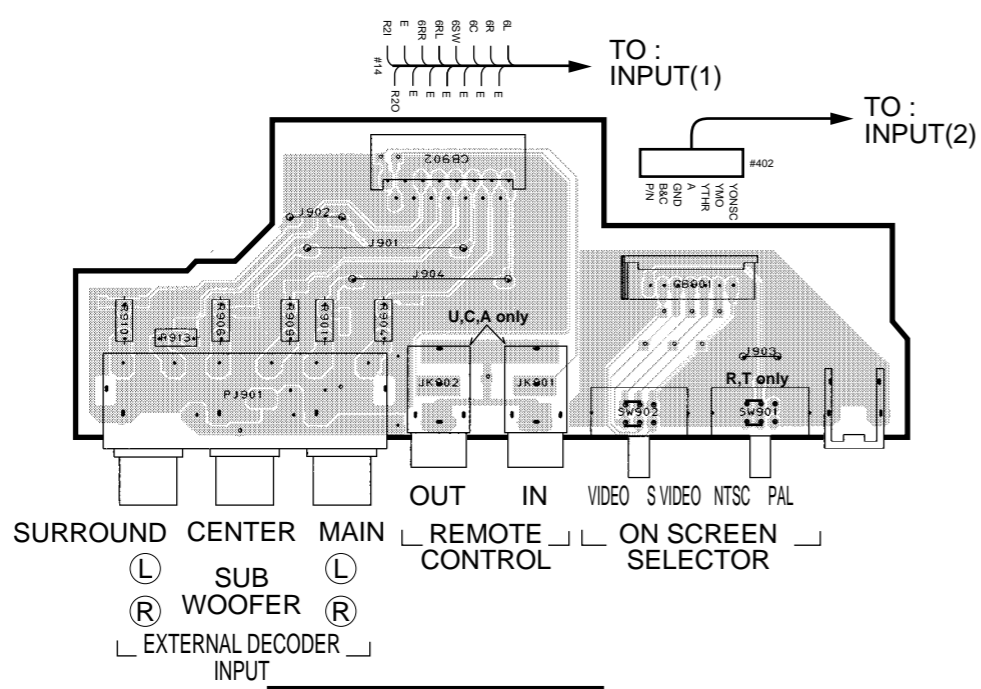 R2I
E
6RR
6RL
6SW
6C
6R
6L
#14
R2O
E
E
E
E
E
E
E
TO :
INPUT(1)
TO :
INPUT(2)
#402
P/N
B&C
GND
A
YTHR
YMO
YONSC
CB902
J902
J901
J904
CB901
R910
R913
R906
R909
R901
R904
U,C,A only
J903
R,T only
PJ901
JK902
JK901
SW902
SW901
OUT
IN
VIDEO
S VIDEO
NTSC
PAL
SURROUND
CENTER
MAIN
REMOTE
CONTROL
ON SCREEN
SELECTOR
L
SUB
WOOFER
L
R
R
EXTERNAL DECODER
INPUT